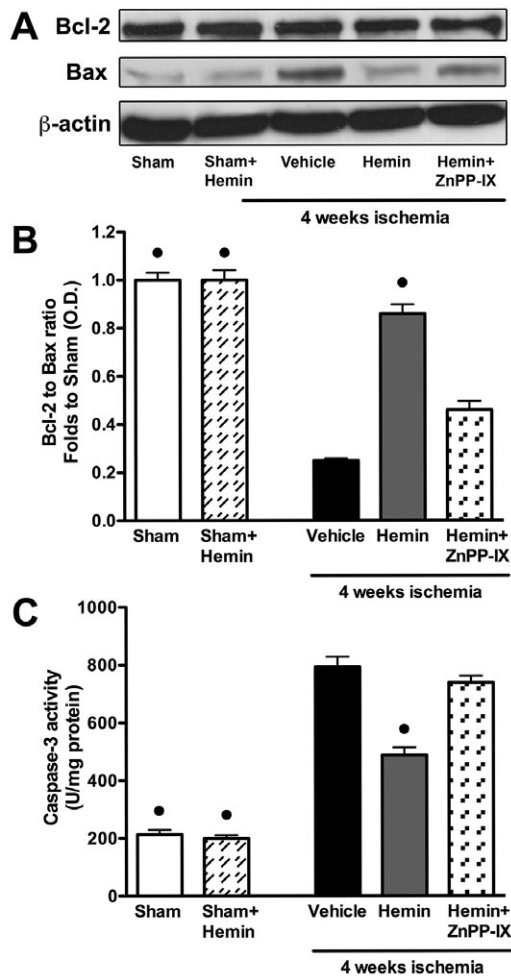 A
Bcl-2
Bax
β-actin
Sham
Sham+
Hemin
Vehicle
Hemin
Hemin+
ZnPP-IX
4 weeks ischemia
B
Bcl-2 to Bax ratio
Folds to Sham (O.D.)
1.2
1.0
0.8
0.6
0.4
0.2
0.0
Sham
Sham+
Hemin
Vehicle
Hemin
Hemin+
ZnPP-IX
4 weeks ischemia
C
Caspase-3 activity
(U/mg protein)
1000
800
600
400
200
0
Sham
Sham+
Hemin
Vehicle
Hemin
Hemin+
ZnPP-IX
4 weeks ischemia